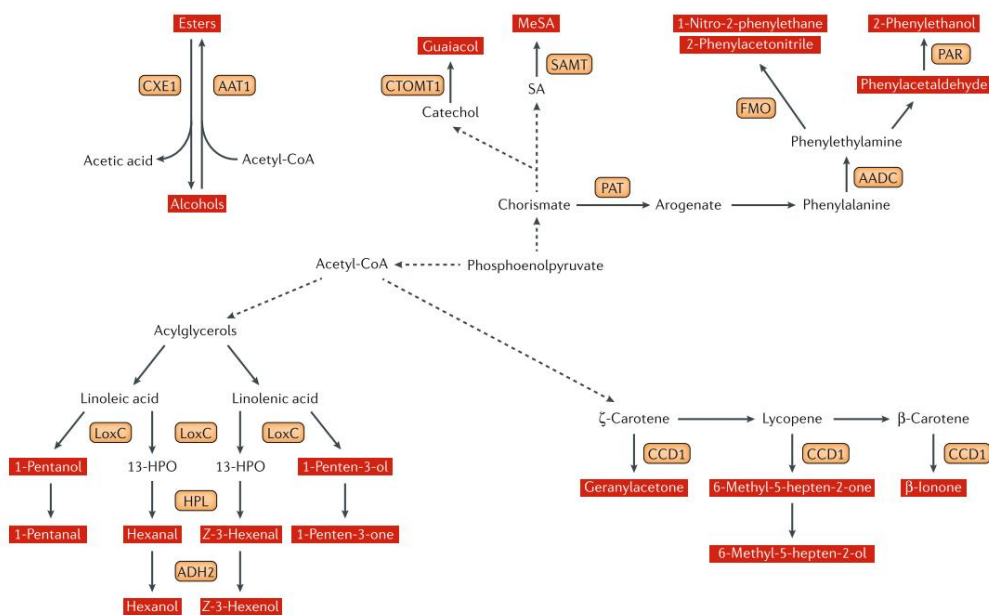 Esters
CXE1
AAT1
Acetic acid
Acetyl-CoA
Alcohols
Guaiacol
CTOMT1
Catechol
MeSA
SAMT
SA
1-Nitro-2-phenylethane
2-Phenylacetonitrile
2-Phenylethanol
PAR
Phenylacetaldehyde
FMO
Phenylethylamine
AADC
Chorismate
PAT
Arogenate
Phenylalanine
Acetyl-CoA
Phosphoenolpyruvate
Acylglycerols
Linoleic acid
Linolenic acid
LoxC
LoxC
LoxC
1-Pentanol
13-HPO
13-HPO
1-Penten-3-ol
HPL
1-Pentanal
Hexanal
Z-3-Hexenal
1-Penten-3-one
ADH2
Hexanol
Z-3-Hexenol
ζ-Carotene
Lycopene
β-Carotene
CCD1
CCD1
CCD1
Geranylacetone
6-Methyl-5-hepten-2-one
β-Ionone
6-Methyl-5-hepten-2-ol